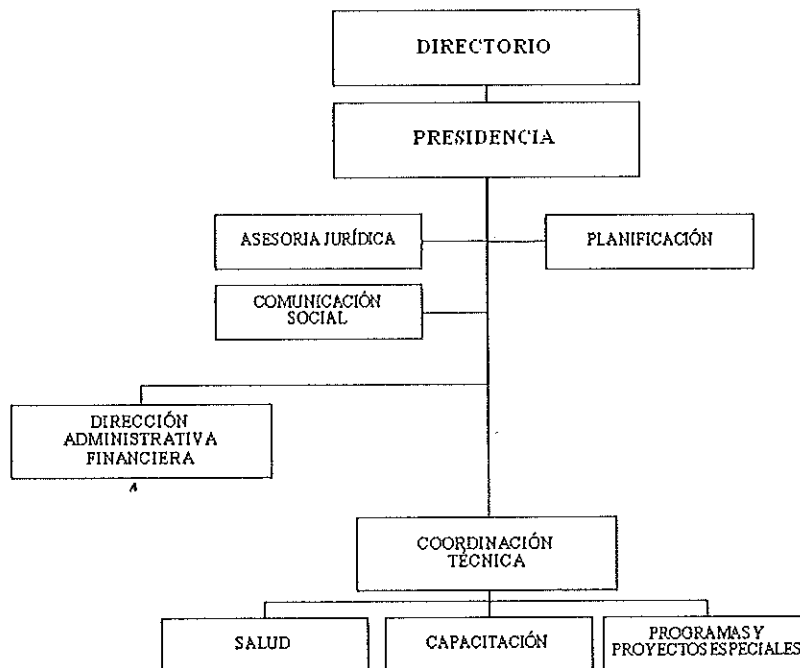 DIRECTORIO
PRESIDENCIA
ASESORIA JURÍDICA
PLANIFICACIÓN
COMUNICACIÓN
SOCIAL
DIRECCIÓN
ADMINISTRATIVA
FINANCIERA
COORDINACIÓN
TÉCNICA
SALUD
CAPACITACIÓN
PROGRAMAS Y
PROYECTOS ESPECIALES